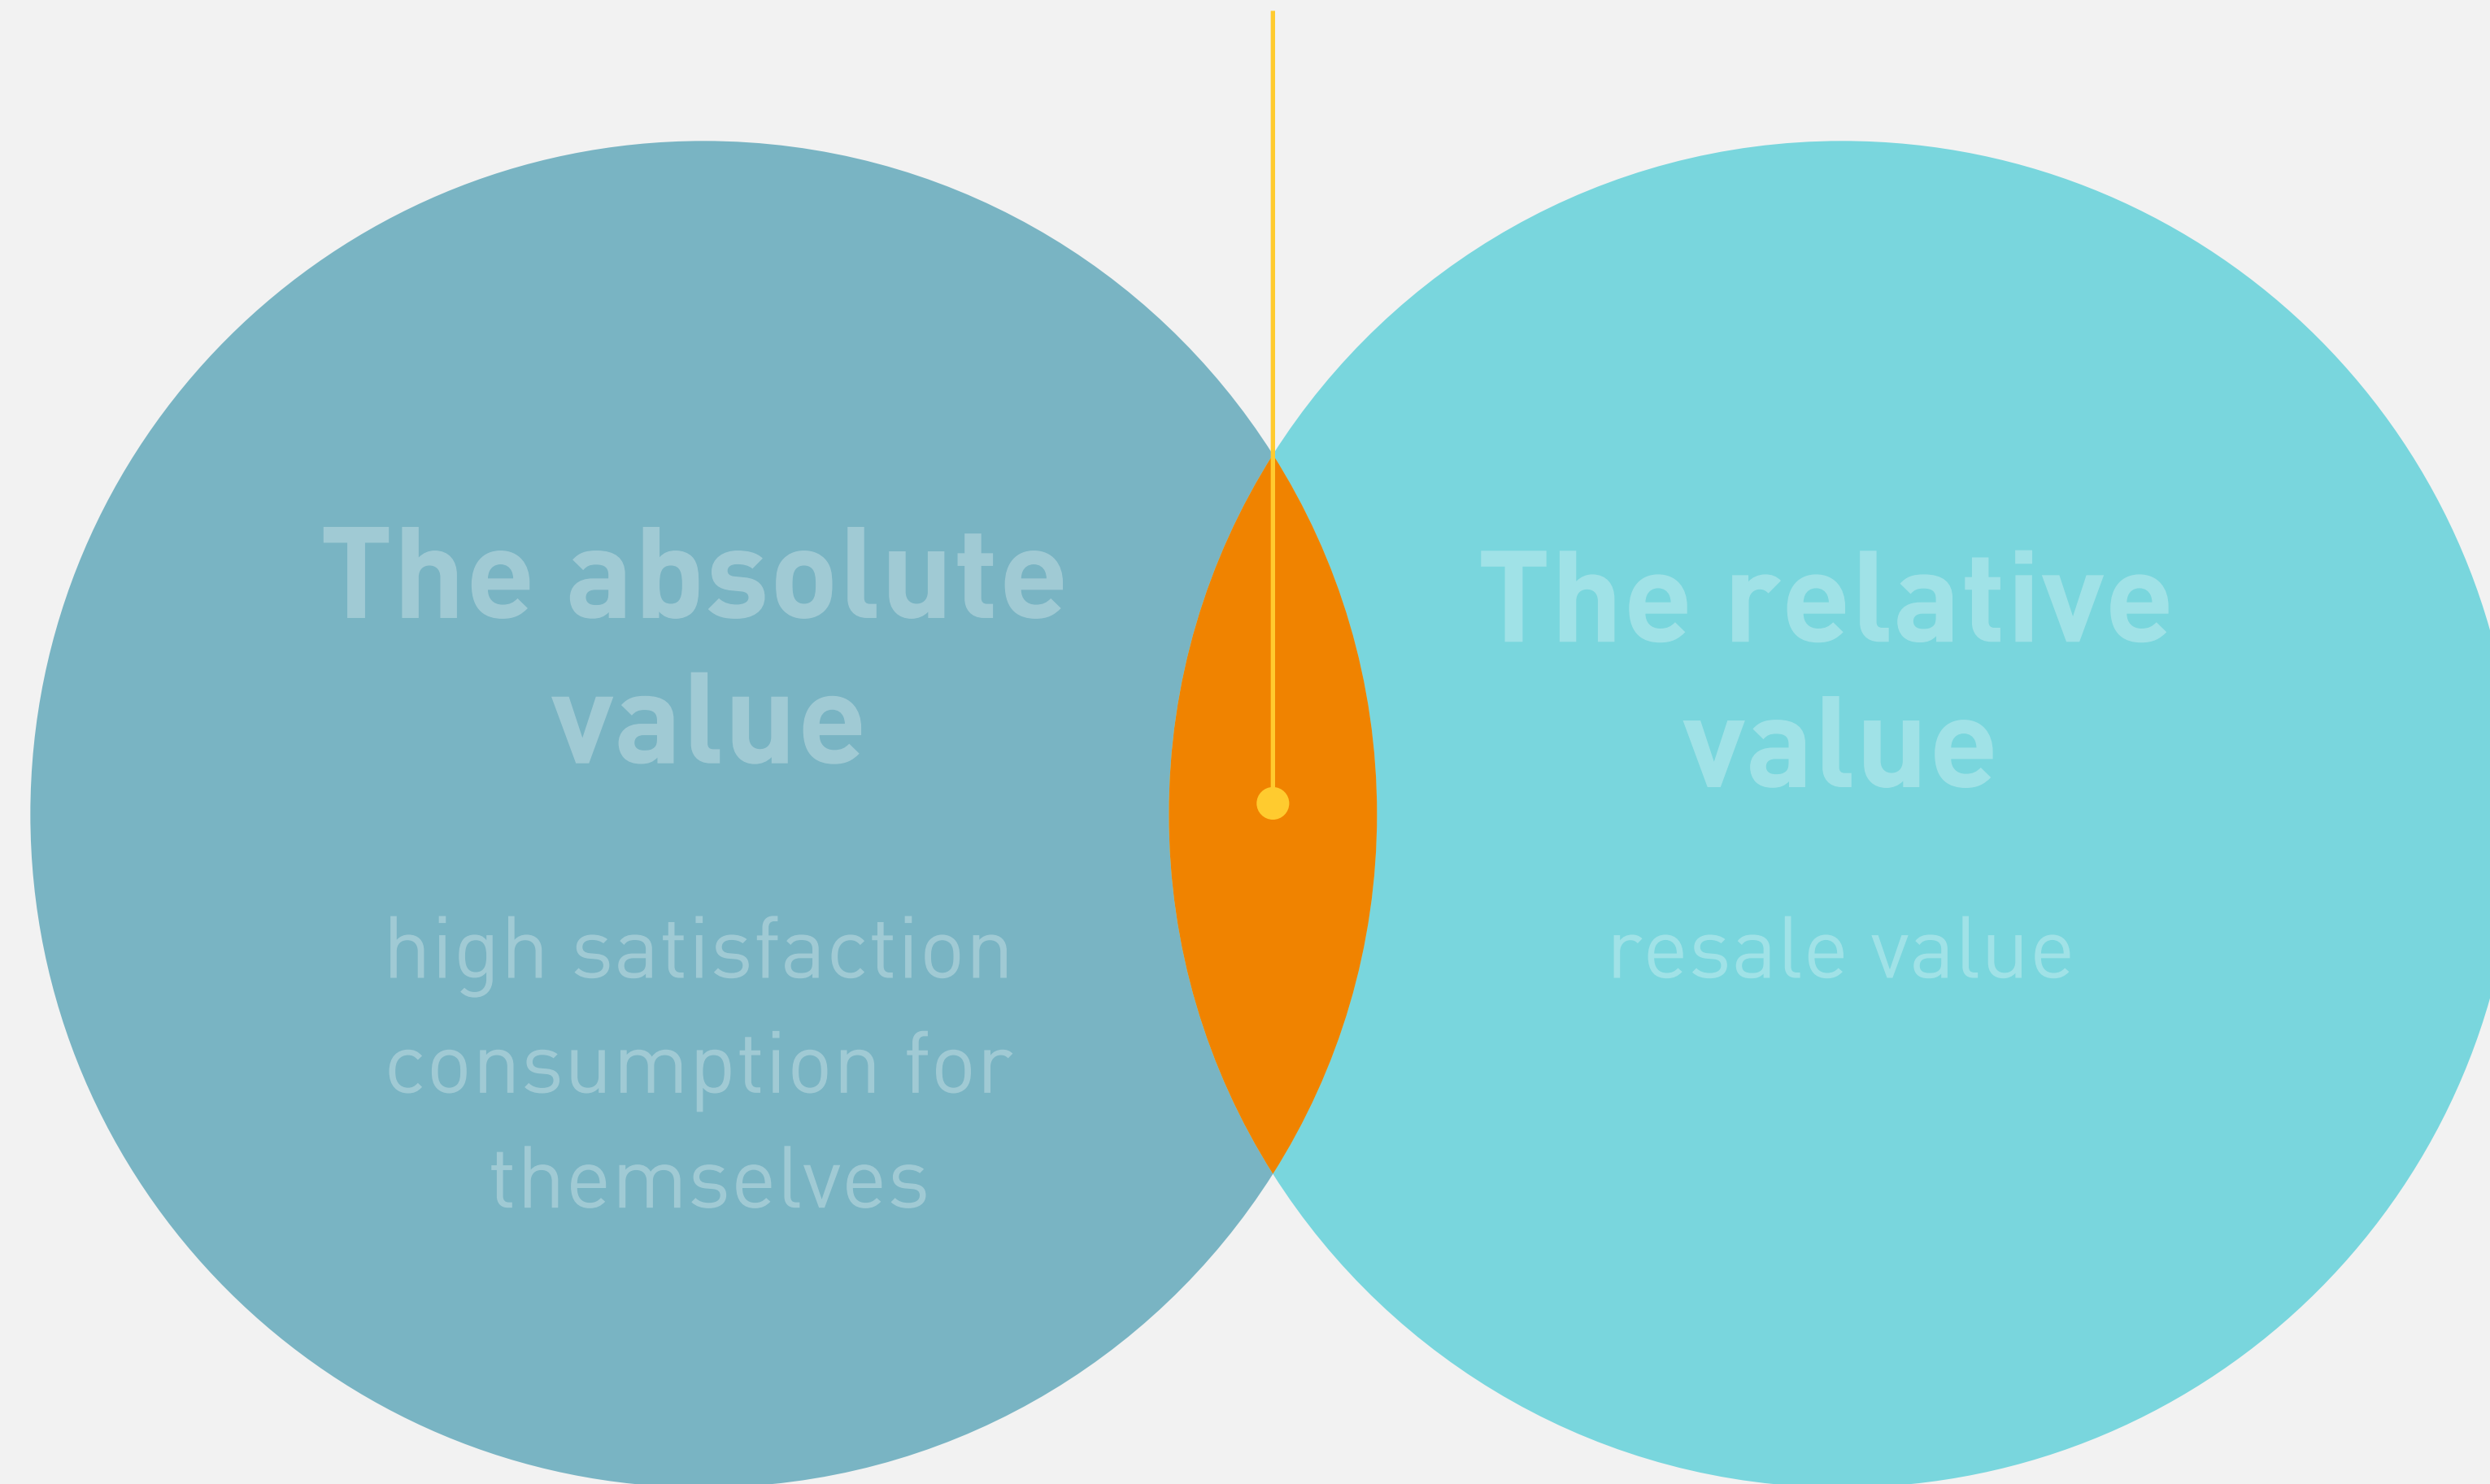 The absolute
value
high satisfaction
consumption for
themselves
The relative
value
resale value